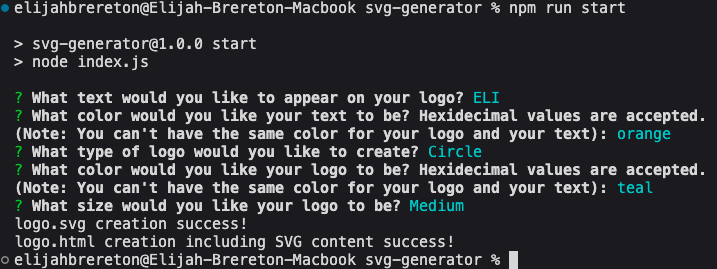 elijahbrereton@Elijah-Brereton-Macbook svg-generator % npm run start
> svg-generator@1.0.0 start
> node index.js
? What text would you like to appear on your logo? ELI
? What color would you like your text to be? Hexidecimal values are accepted.
(Note: You can't have the same color for your logo and your text): orange
? What type of logo would you like to create? Circle
? What color would you like your logo to be? Hexidecimal values are accepted.
(Note: You can't have the same color for your logo and your text): teal
? What size would you like your logo to be? Medium
logo.svg creation success!
logo.html creation including SVG content success!
elijahbrereton@Elijah-Brereton-Macbook svg-generator %